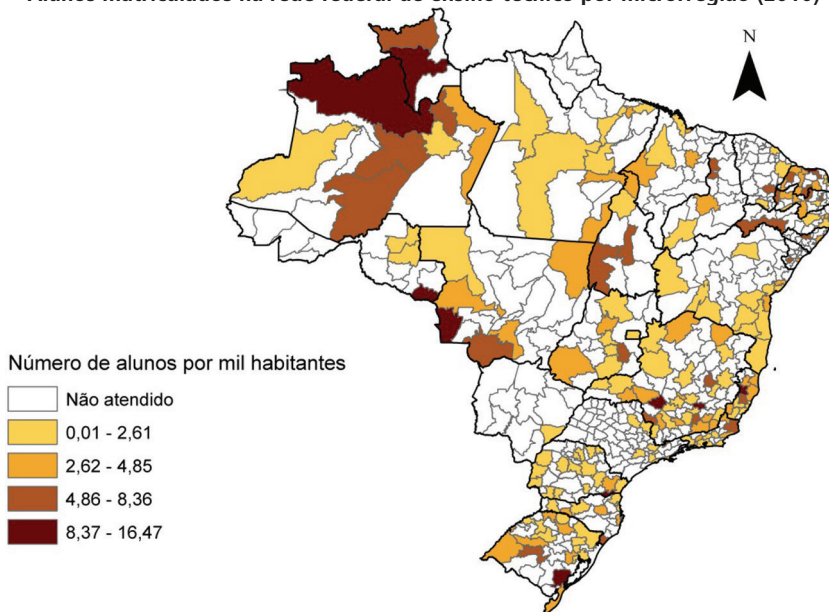 Alunos matriculados na rede federal de ensino técnico por microrregião (2010)
N
Número de alunos por mil habitantes
Não atendido
0,01 - 2,61
2,62 - 4,85
4,86 - 8,36
8,37 - 16,47